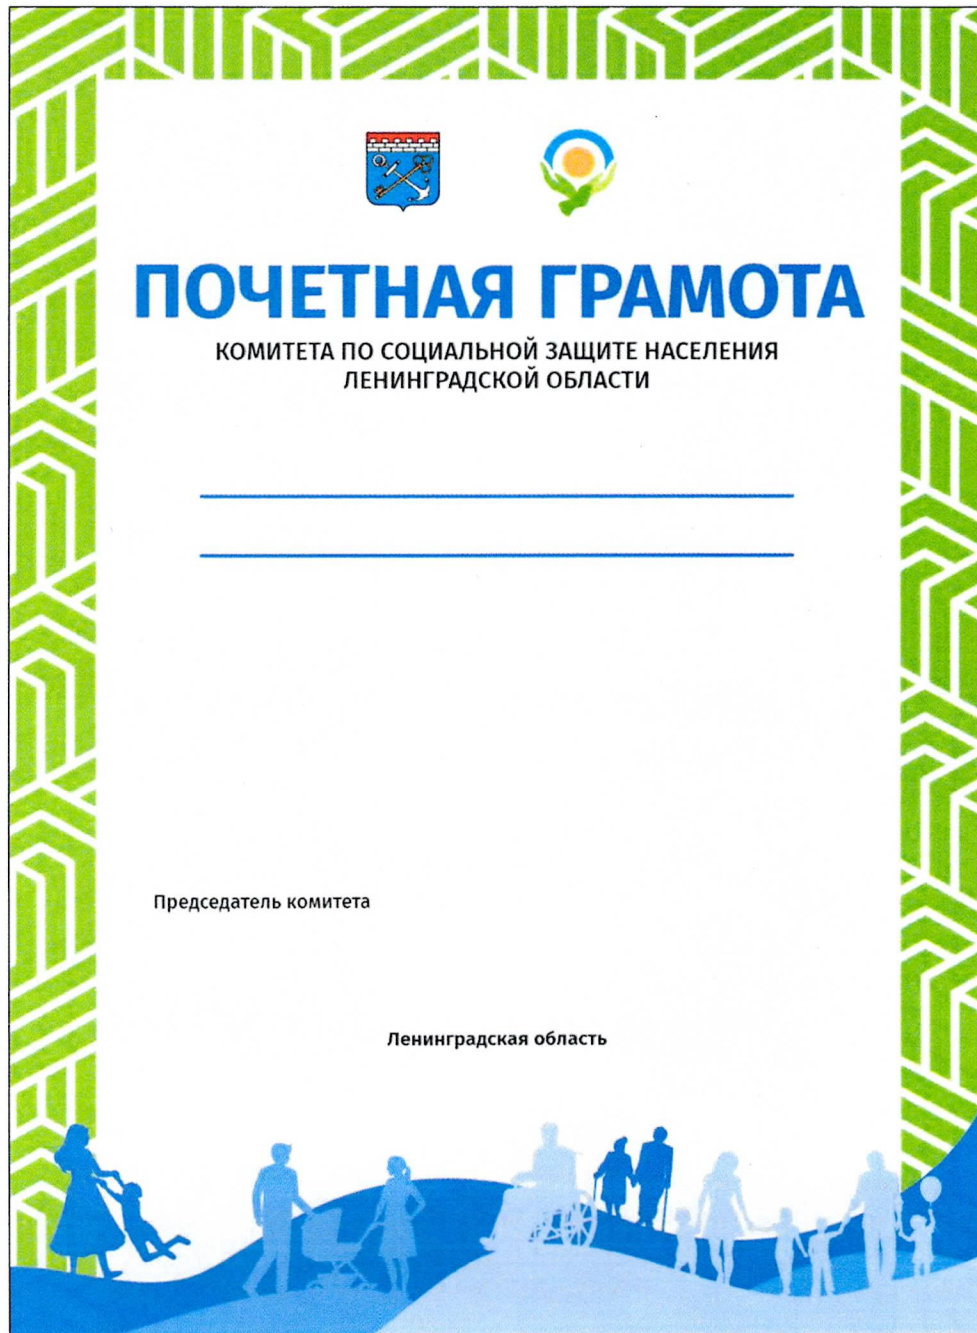 ПОЧЕТНАЯ ГРАМОТА
КОМИТЕТА ПО СОЦИАЛЬНОЙ ЗАЩИТЕ НАСЕЛЕНИЯ
ЛЕНИНГРАДСКОЙ ОБЛАСТИ
Председатель комитета
Ленинградская область